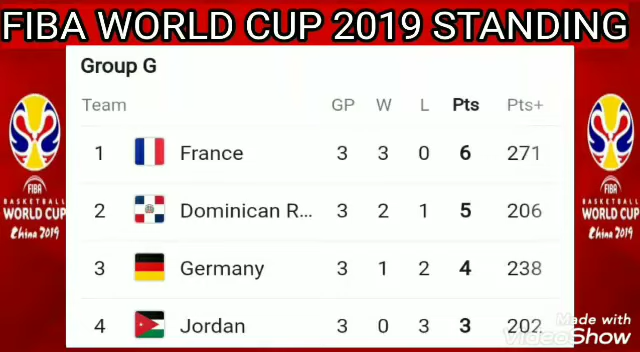 FIBA WORLD CUP 2019 STANDING
Group G
Team GP W L Pts Pts+
1 France 3 3 0 6 271
2 Dominican R... 3 2 1 5 206
3 Germany 3 1 2 4 238
4 Jordan 3 0 3 3 202
FIBA
BASKETBALL
WORLD CUP
China 2019
FIBA
BASKETBALL
WORLD CUP
China 2019
Made with
VideoShow